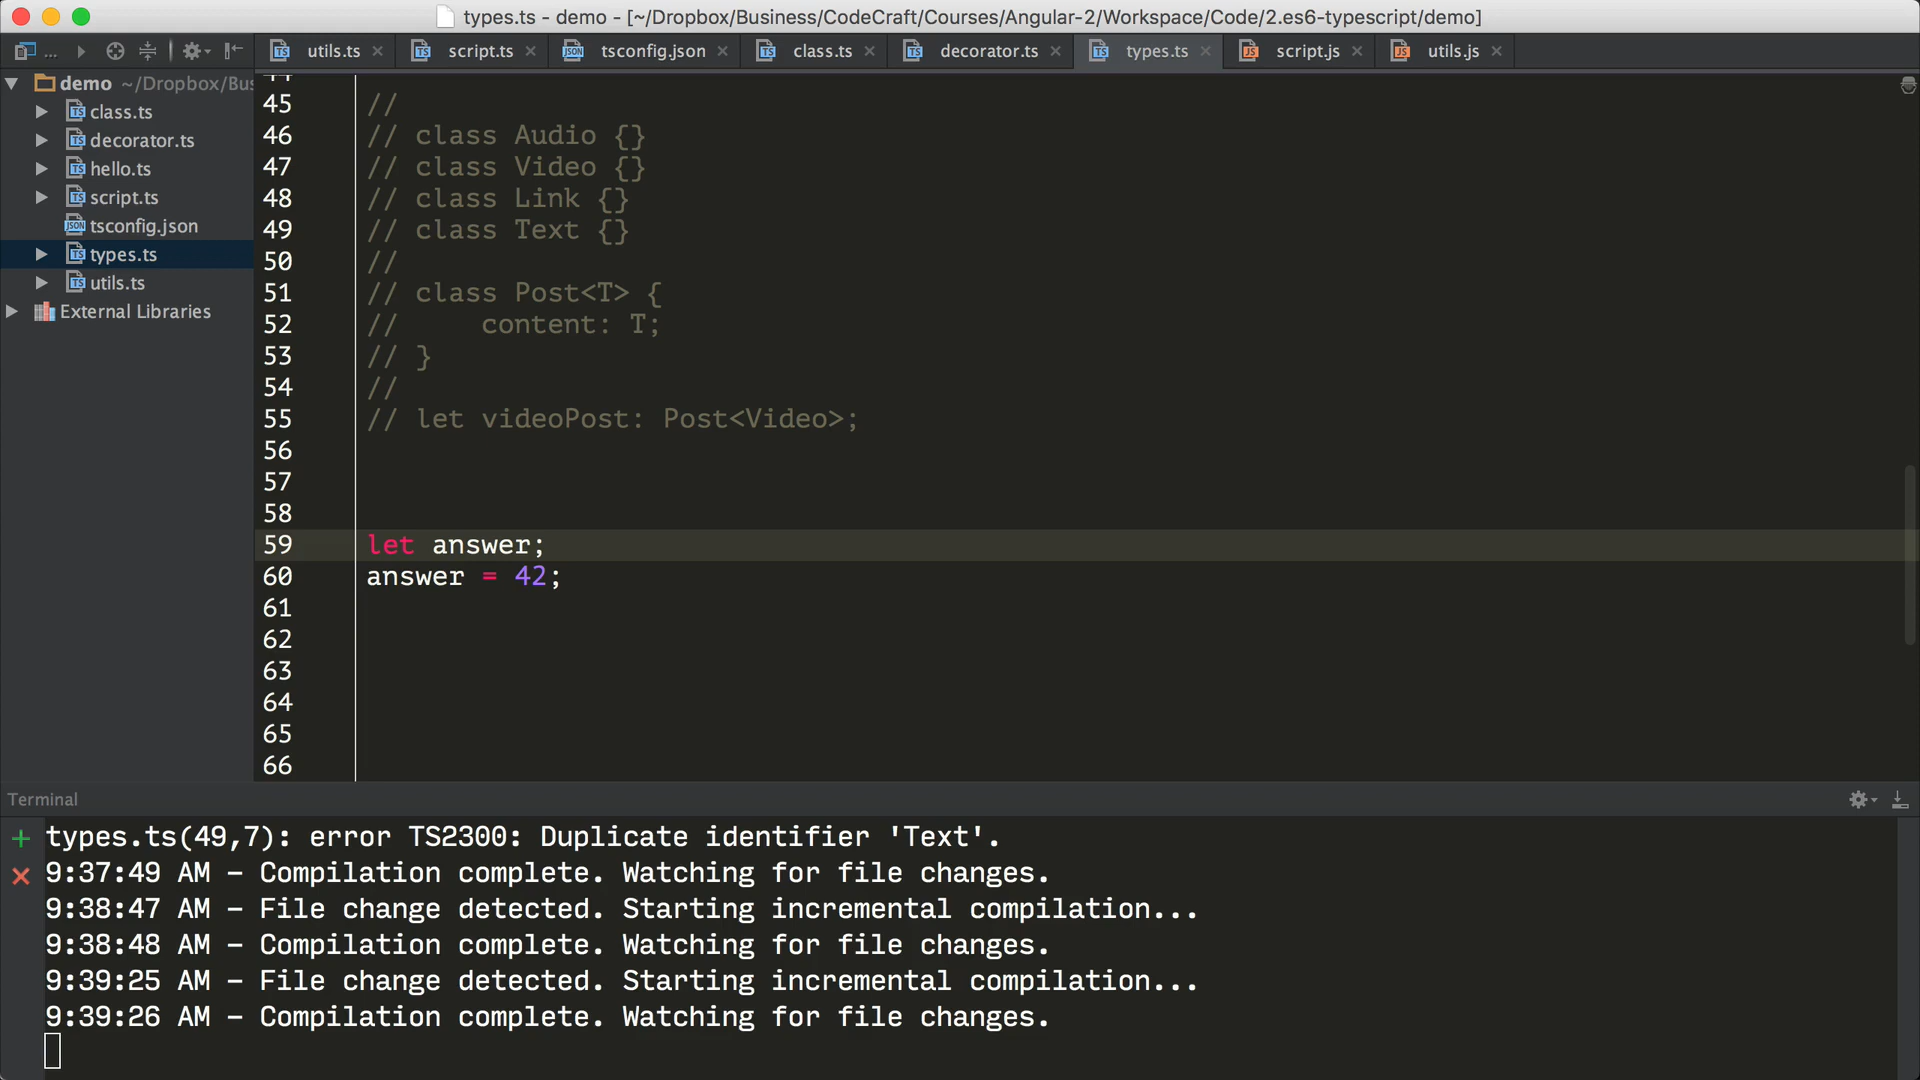 types.ts - demo - [~/Dropbox/Business/CodeCraft/Courses/Angular-2/Workspace/Code/2.es6-typescript/demo]
... utils.ts script.ts tsconfig.json class.ts decorator.ts types.ts script.js utils.js
demo ~/Dropbox/Bus
class.ts
decorator.ts
hello.ts
script.ts
tsconfig.json
types.ts
utils.ts
External Libraries
44
45 //
46 // class Audio {}
47 // class Video {}
48 // class Link {}
49 // class Text {}
50 //
51 // class Post<T> {
52 //     content: T;
53 // }
54 //
55 // let videoPost: Post<Video>;
56
57
58
59 let answer;
60 answer = 42;
61
62
63
64
65
66
Terminal
types.ts(49,7): error TS2300: Duplicate identifier 'Text'.
9:37:49 AM – Compilation complete. Watching for file changes.
9:38:47 AM – File change detected. Starting incremental compilation...
9:38:48 AM – Compilation complete. Watching for file changes.
9:39:25 AM – File change detected. Starting incremental compilation...
9:39:26 AM – Compilation complete. Watching for file changes.